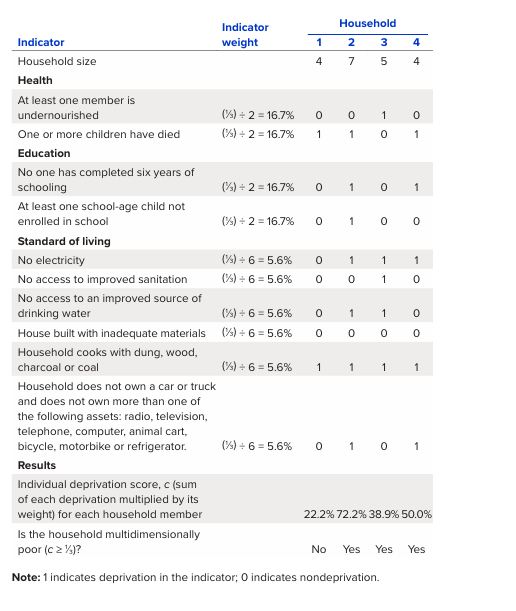 Indicator Household
Indicator weight 1 2 3 4
Household size 4 7 5 4
Health
At least one member is
undernourished (⅓) ÷ 2 = 16.7% 0 0 1 0
One or more children have died (⅓) ÷ 2 = 16.7% 1 1 0 1
Education
No one has completed six years of
schooling (⅓) ÷ 2 = 16.7% 0 1 0 1
At least one school-age child not
enrolled in school (⅓) ÷ 2 = 16.7% 0 1 0 0
Standard of living
No electricity (⅓) ÷ 6 = 5.6% 0 1 1 1
No access to improved sanitation (⅓) ÷ 6 = 5.6% 0 0 1 0
No access to an improved source of
drinking water (⅓) ÷ 6 = 5.6% 0 1 1 0
House built with inadequate materials (⅓) ÷ 6 = 5.6% 0 0 0 0
Household cooks with dung, wood,
charcoal or coal (⅓) ÷ 6 = 5.6% 1 1 1 1
Household does not own a car or truck
and does not own more than one of
the following assets: radio, television,
telephone, computer, animal cart,
bicycle, motorbike or refrigerator. (⅓) ÷ 6 = 5.6% 0 1 0 1
Results
Individual deprivation score, c (sum
of each deprivation multiplied by its
weight) for each household member 22.2% 72.2% 38.9% 50.0%
Is the household multidimensionally
poor (c ≥ ⅓)? No Yes Yes Yes
Note: 1 indicates deprivation in the indicator; 0 indicates nondeprivation.